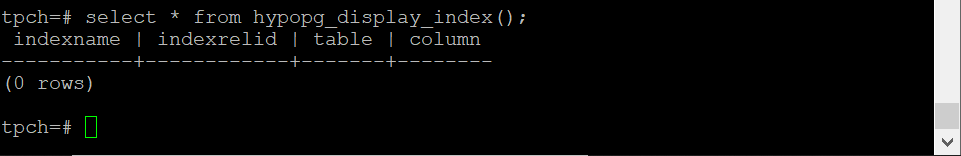 tpch=# select * from hypopg_display_index();
 indexname | indexrelid | table | column
-----------+------------+-------+--------
(0 rows)
tpch=#